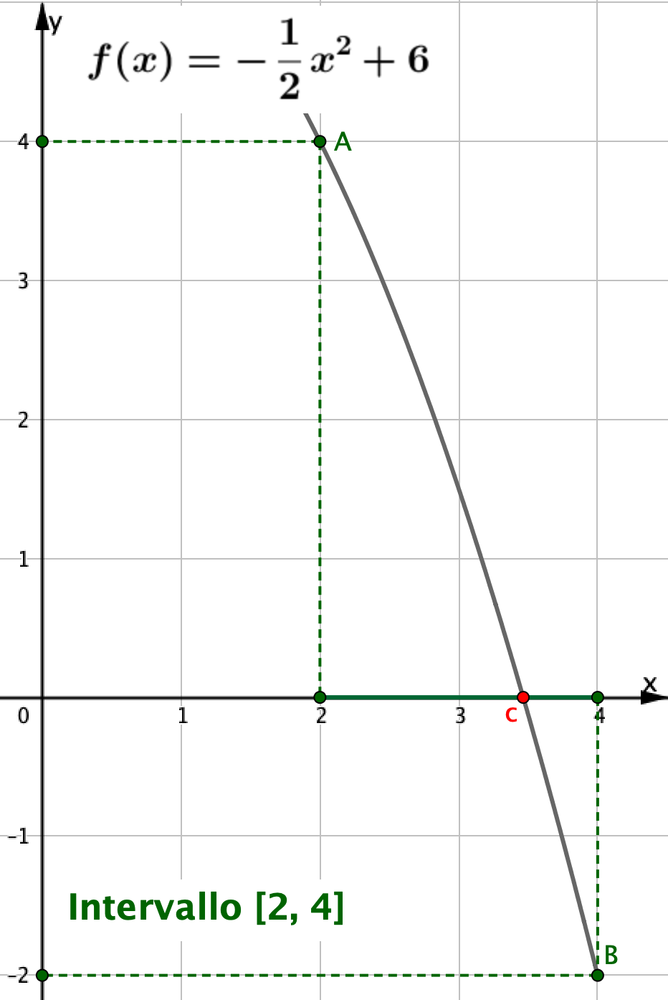 y
f(x) = −1/2 x² + 6
4
A
3
2
1
x
0 1 2 3 4
c
−1
Intervallo [2, 4]
B
−2